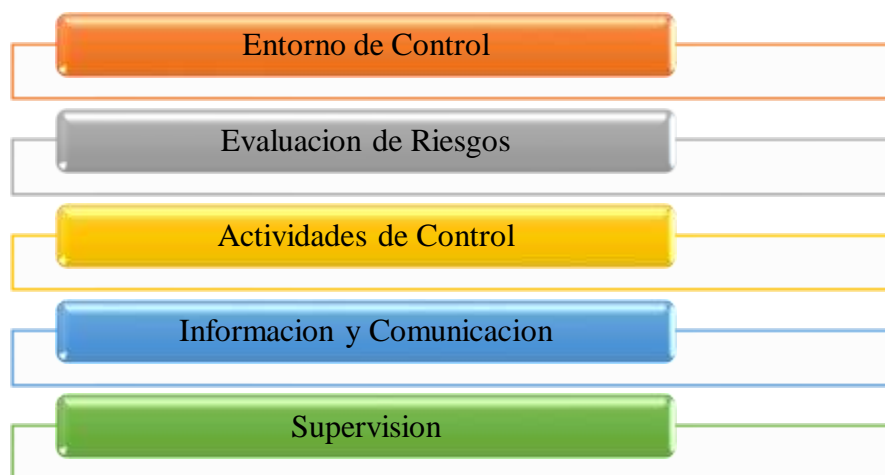 Entorno de Control
Evaluacion de Riesgos
Actividades de Control
Informacion y Comunicacion
Supervision